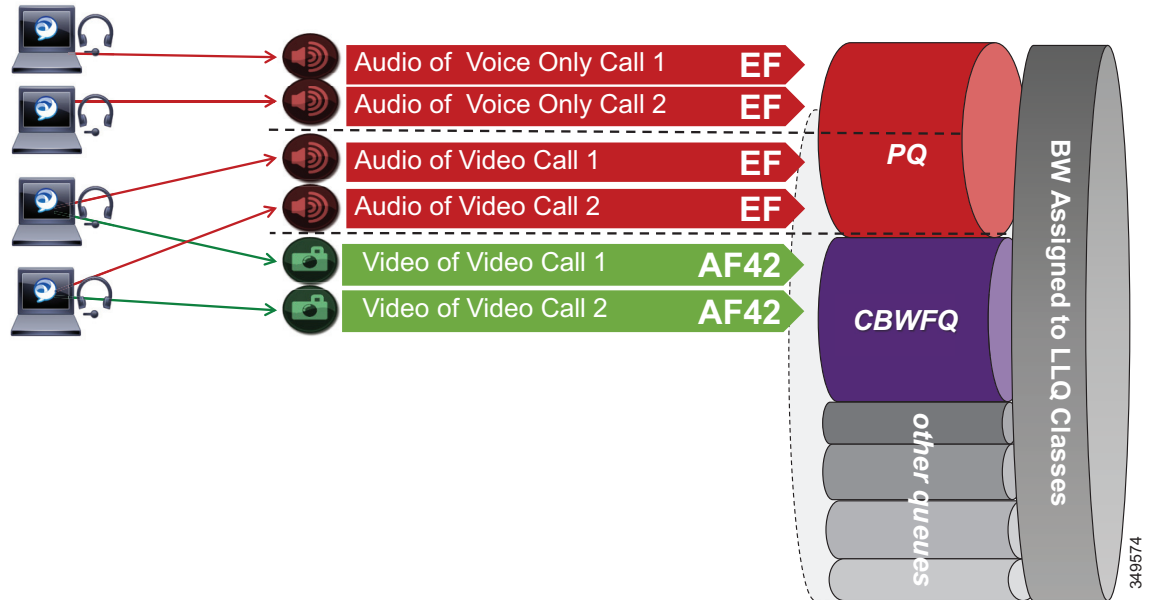 Audio of Voice Only Call 1 EF
Audio of Voice Only Call 2 EF
Audio of Video Call 1 EF
Audio of Video Call 2 EF
Video of Video Call 1 AF42
Video of Video Call 2 AF42
PQ
CBWFQ
other queues
BW Assigned to LLQ Classes
349574